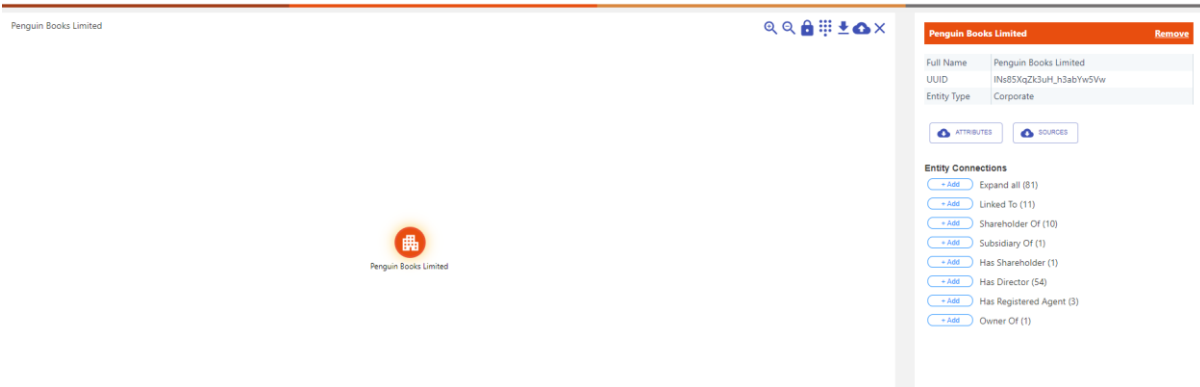 Penguin Books Limited
Penguin Books Limited
Penguin Books Limited Remove
Full Name Penguin Books Limited
UUID INs85XqZk3uH_h3abYw5Vw
Entity Type Corporate
ATTRIBUTES SOURCES
Entity Connections
+ Add Expand all (81)
+ Add Linked To (11)
+ Add Shareholder Of (10)
+ Add Subsidiary Of (1)
+ Add Has Shareholder (1)
+ Add Has Director (54)
+ Add Has Registered Agent (3)
+ Add Owner Of (1)